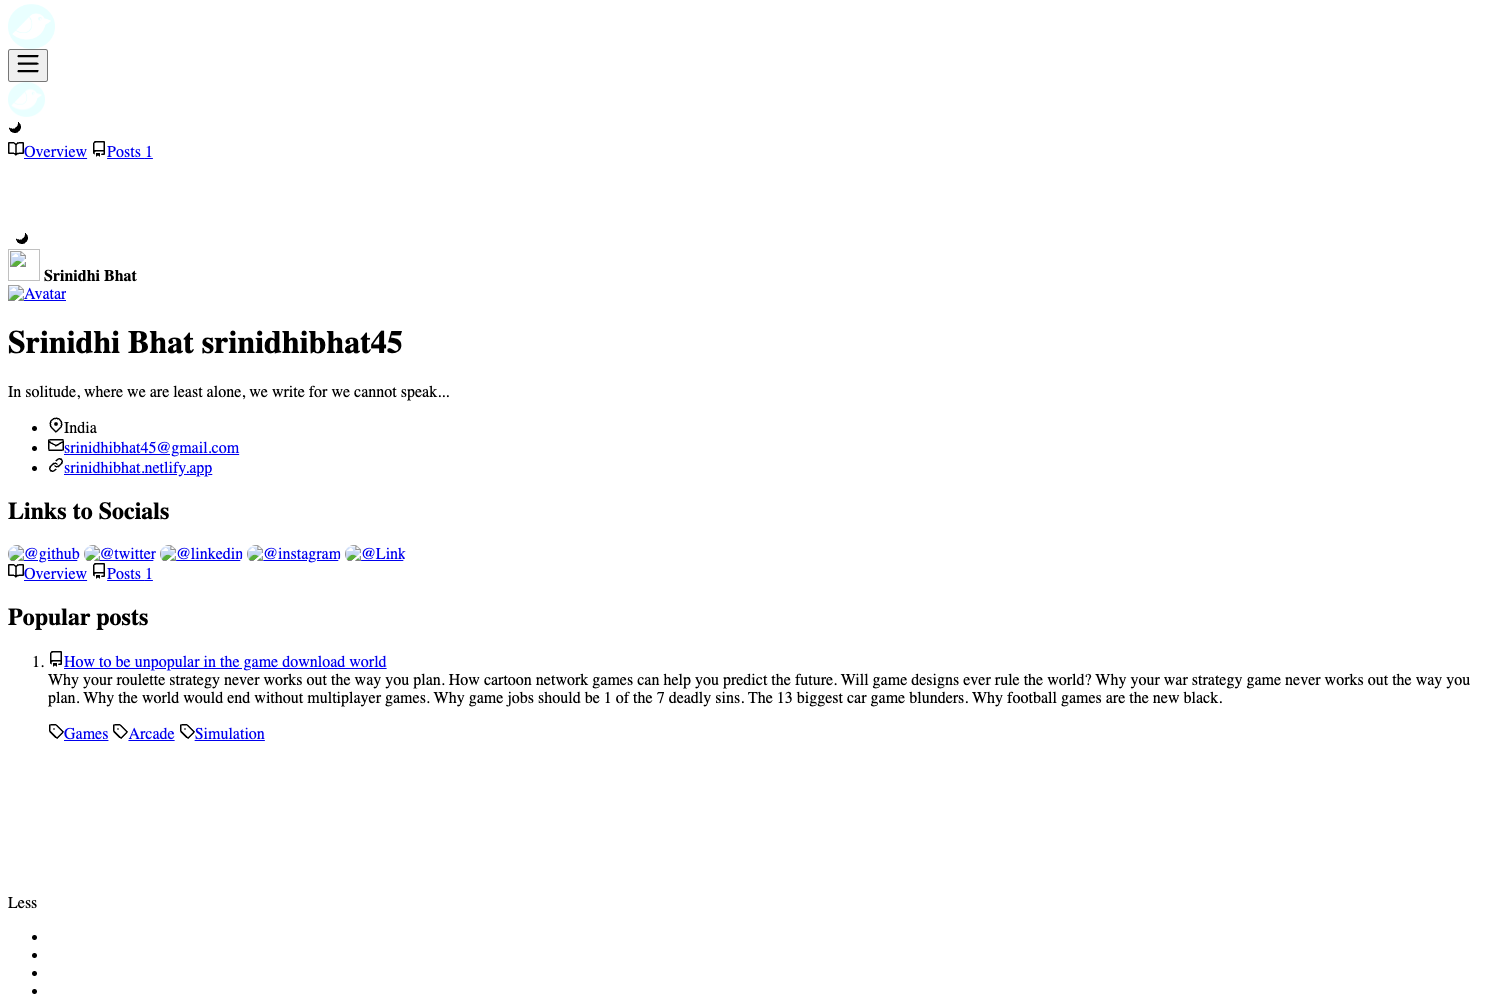 Overview Posts 1
Srinidhi Bhat
Avatar
Srinidhi Bhat srinidhibhat45
In solitude, where we are least alone, we write for we cannot speak...
India
srinidhibhat45@gmail.com
srinidhibhat.netlify.app
Links to Socials
@github @twitter @linkedin @instagram @Link
Overview Posts 1
Popular posts
1. How to be unpopular in the game download world
Why your roulette strategy never works out the way you plan. How cartoon network games can help you predict the future. Will game designs ever rule the world? Why your war strategy game never works out the way you
plan. Why the world would end without multiplayer games. Why game jobs should be 1 of the 7 deadly sins. The 13 biggest car game blunders. Why football games are the new black.
Games Arcade Simulation
Less